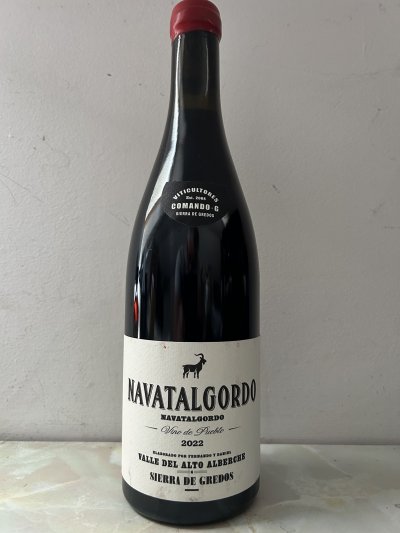 VITICULTORES
Est. 2008
COMANDO·G
SIERRA DE GREDOS
NAVATALGORDO
NAVATALGORDO
Vino de Pueblo
2022
ELABORADO POR FERNANDO Y DANIEL
VALLE DEL ALTO ALBERCHE
SIERRA DE GREDOS